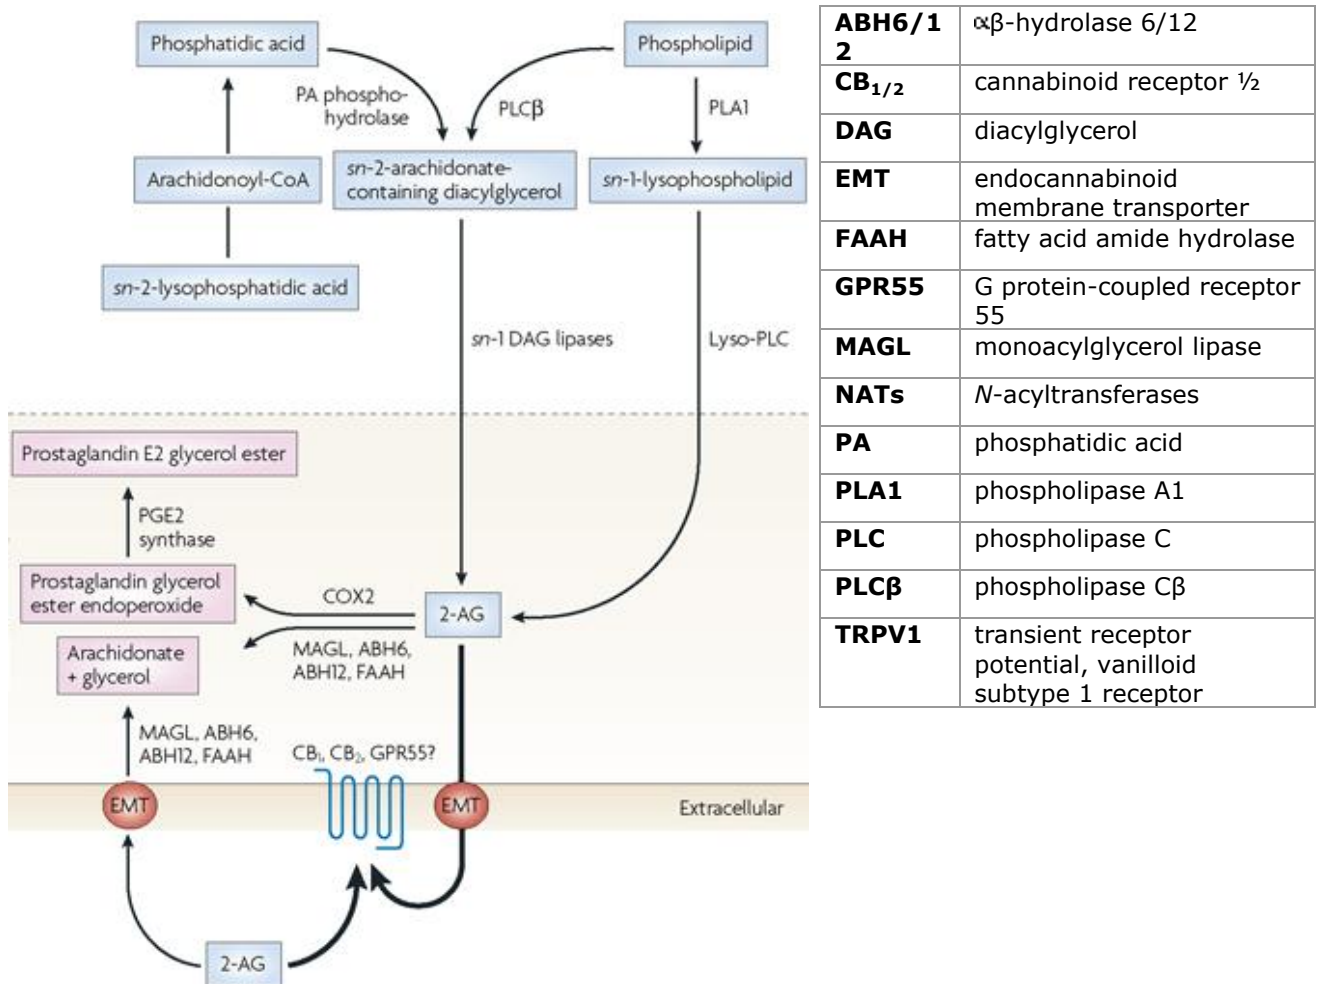 Phosphatidic acid
Phospholipid
PA phospho-
hydrolase
PLCβ
PLA1
Arachidonoyl-CoA
sn-2-arachidonate-
containing diacylglycerol
sn-1-lysophospholipid
sn-2-lysophosphatidic acid
sn-1 DAG lipases
Lyso-PLC
Prostaglandin E2 glycerol ester
PGE2
synthase
Prostaglandin glycerol
ester endoperoxide
COX2
2-AG
Arachidonate
+ glycerol
MAGL, ABH6,
ABH12, FAAH
MAGL, ABH6,
ABH12, FAAH
CB₁, CB₂, GPR55?
EMT
EMT
Extracellular
2-AG
ABH6/1
2
αβ-hydrolase 6/12
CB₁/₂
cannabinoid receptor ½
DAG
diacylglycerol
EMT
endocannabinoid
membrane transporter
FAAH
fatty acid amide hydrolase
GPR55
G protein-coupled receptor
55
MAGL
monoacylglycerol lipase
NATs
N-acyltransferases
PA
phosphatidic acid
PLA1
phospholipase A1
PLC
phospholipase C
PLCβ
phospholipase Cβ
TRPV1
transient receptor
potential, vanilloid
subtype 1 receptor